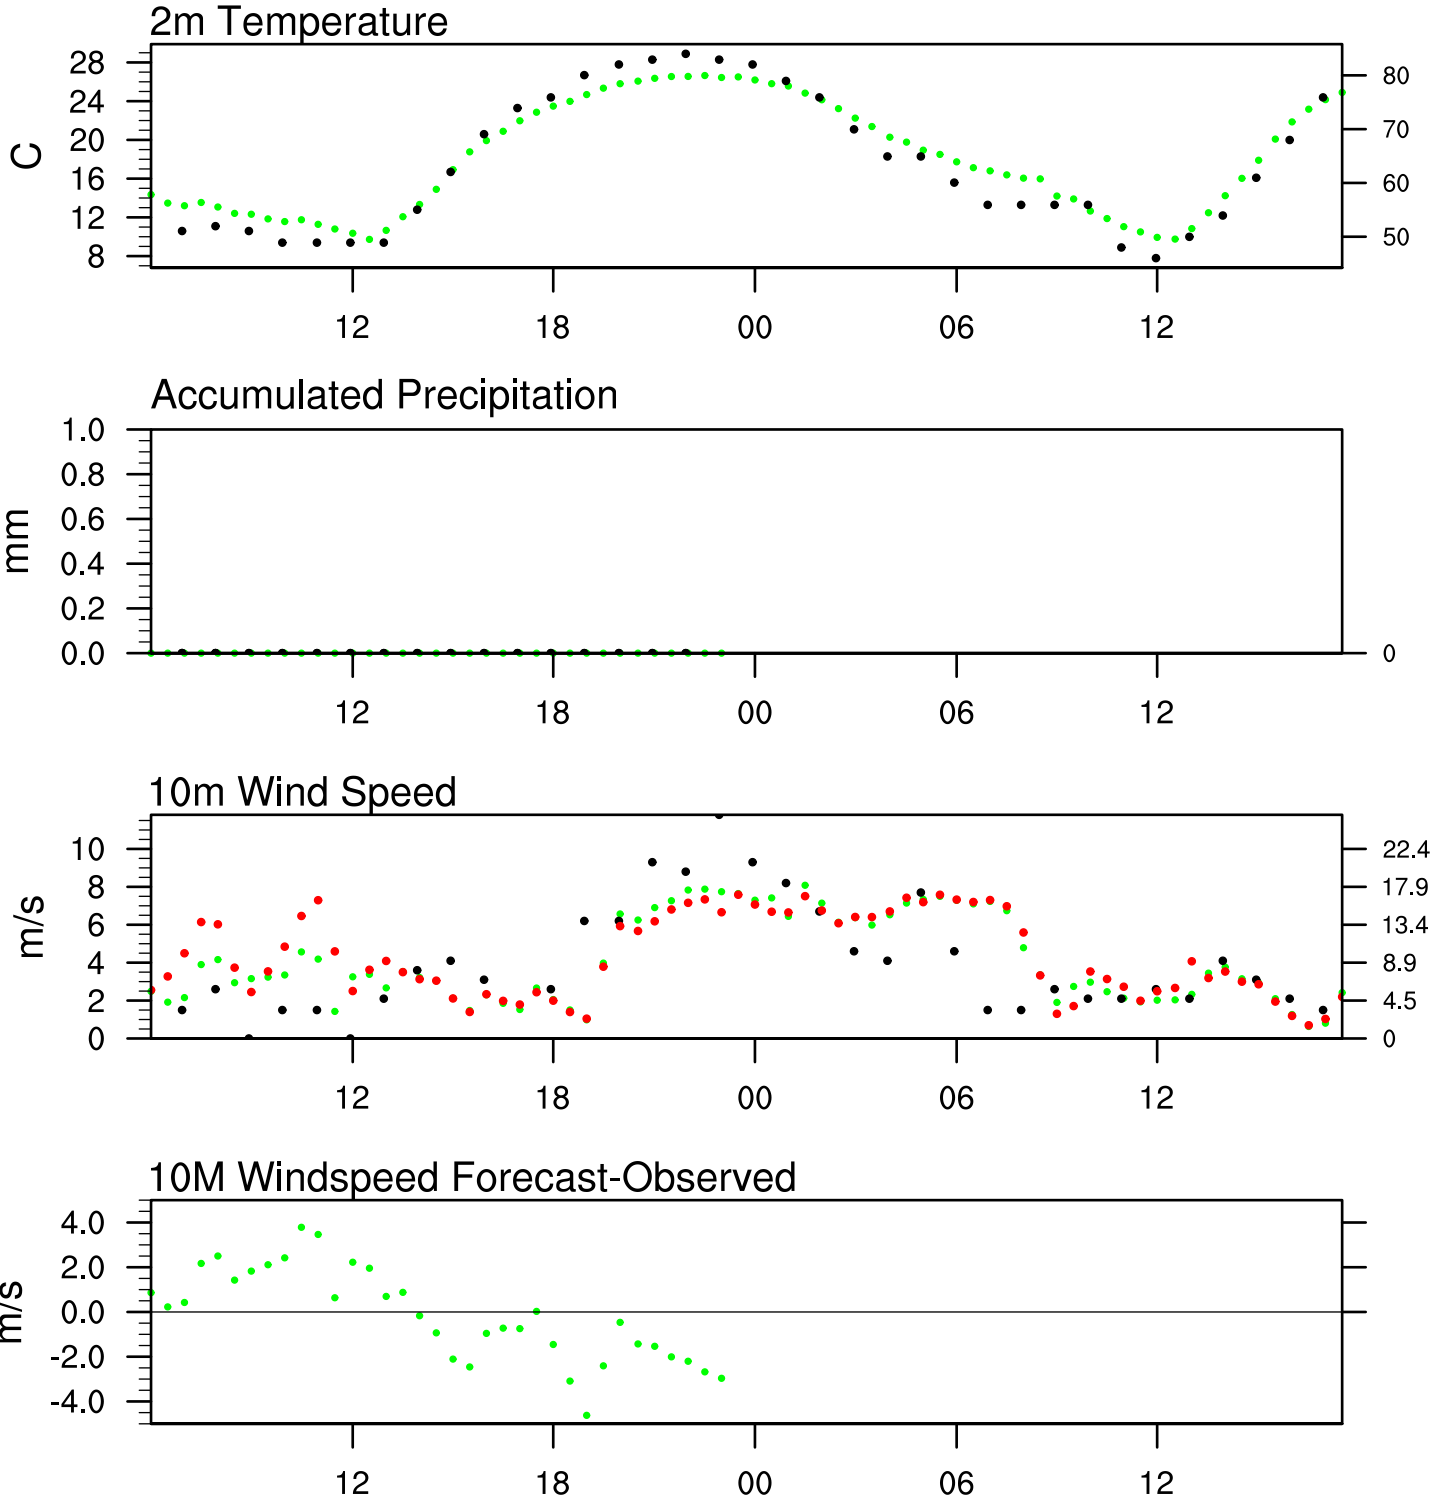 2m Temperature
28
24
20
16
12
8
C
80
70
60
50
12 18 00 06 12
Accumulated Precipitation
1.0
0.8
0.6
0.4
0.2
0.0
mm
0
12 18 00 06 12
10m Wind Speed
10
8
6
4
2
0
m/s
22.4
17.9
13.4
8.9
4.5
0
12 18 00 06 12
10M Windspeed Forecast-Observed
4.0
2.0
0.0
-2.0
-4.0
m/s
12 18 00 06 12